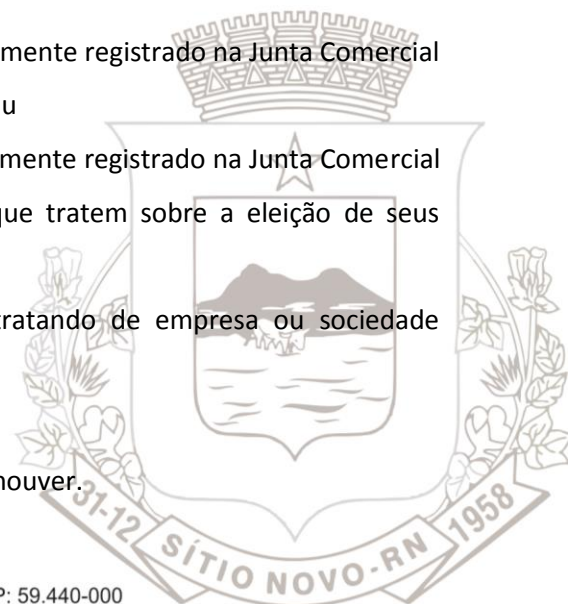 mente registrado na Junta Comercial
u
mente registrado na Junta Comercial
que tratem sobre a eleição de seus
tratando de empresa ou sociedade
houver.
31-12 SÍTIO NOVO-RN 1958
P: 59.440-000